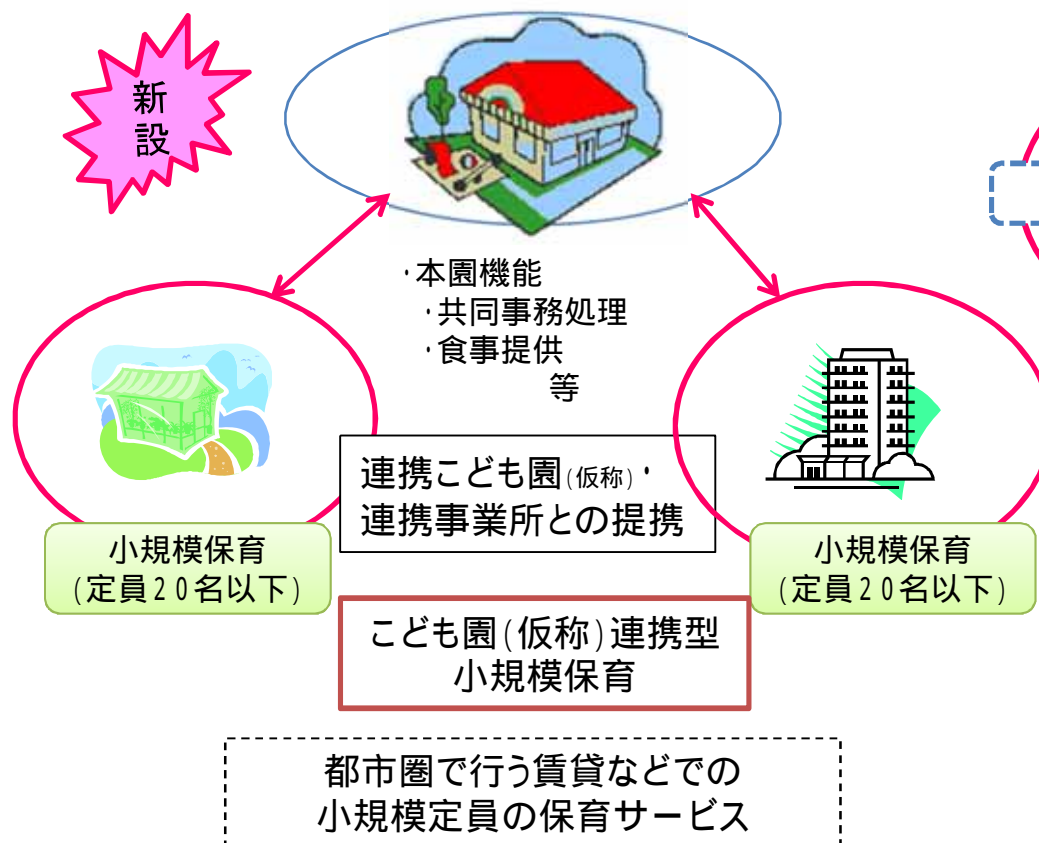 新
設
・本園機能
・共同事務処理
・食事提供
等
連携こども園(仮称)・
連携事業所との提携
小規模保育
(定員20名以下)
小規模保育
(定員20名以下)
こども園(仮称)連携型
小規模保育
都市圏で行う賃貸などでの
小規模定員の保育サービス